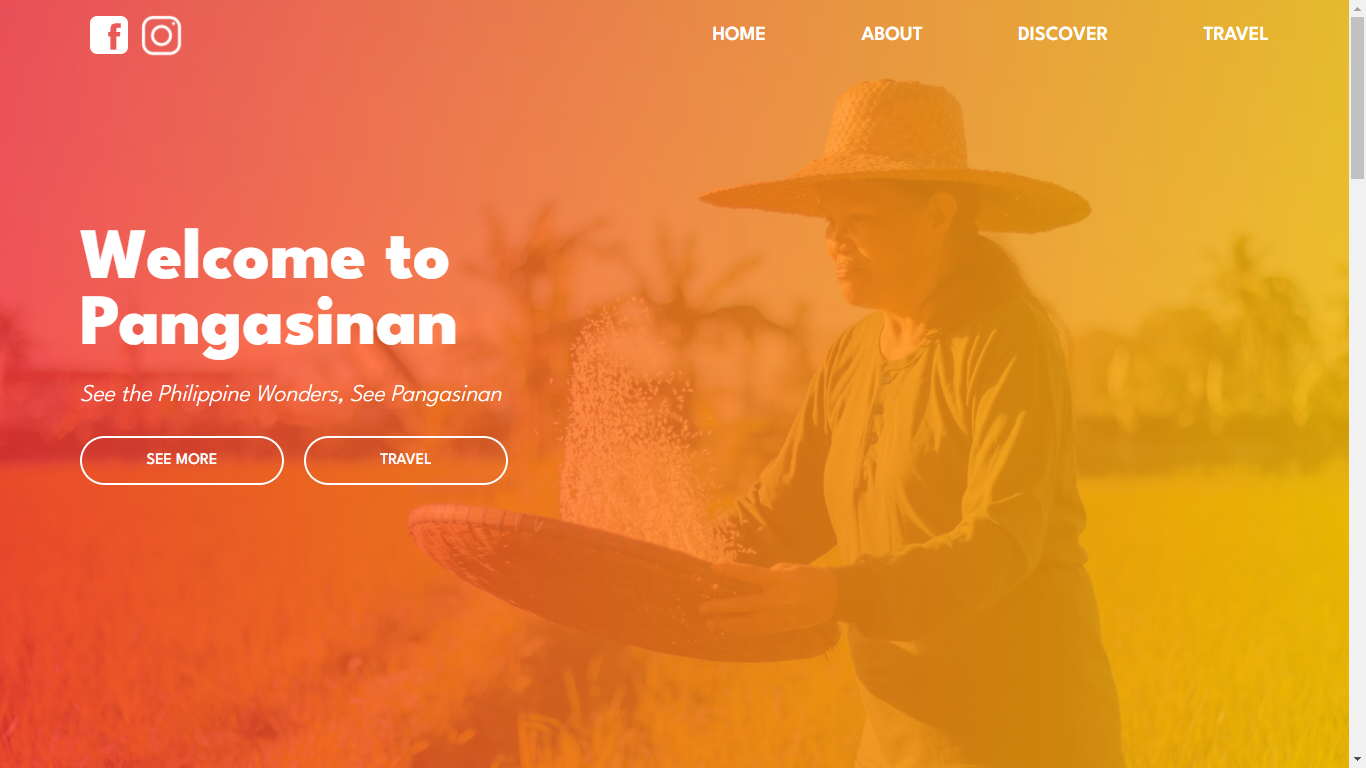 HOME ABOUT DISCOVER TRAVEL
Welcome to
Pangasinan
See the Philippine Wonders, See Pangasinan
SEE MORE TRAVEL